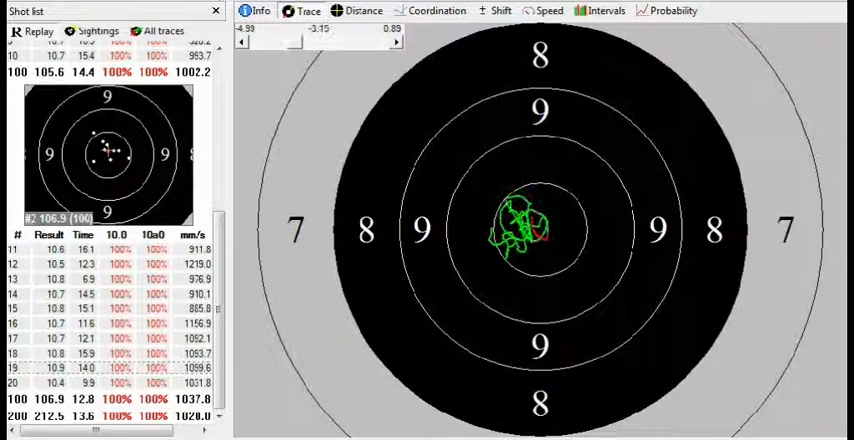 Shot list
Info Trace Distance Coordination Shift Speed Intervals Probability
Replay Sightings All traces
-4.99 -3.15 0.89
10 10.7 15.4 100% 100% 993.7
100 105.6 14.4 100% 100% 1002.2
9
9 9
9
#2 106.9 (100)
# Result Time 10.0 10a0 mm/s
11 10.6 16.1 100% 100% 911.8
12 10.5 12.3 100% 100% 1219.0
13 10.8 6.9 100% 100% 976.9
14 10.7 14.5 100% 100% 910.1
15 10.8 15.1 100% 100% 885.8
16 10.7 11.6 100% 100% 1156.9
17 10.7 12.1 100% 100% 1052.1
18 10.8 15.9 100% 100% 1053.7
19 10.9 14.0 100% 100% 1099.6
20 10.4 9.9 100% 100% 1031.8
100 106.9 12.8 100% 100% 1037.8
200 212.5 13.6 100% 100% 1020.0
8
9
7 8 9 9 8 7
9
8